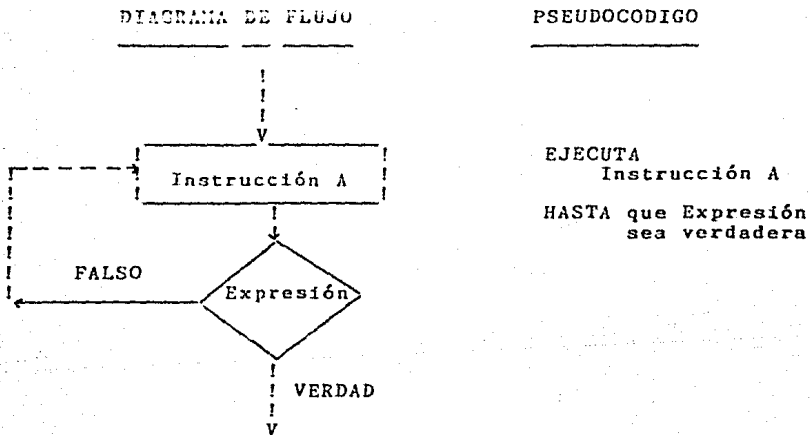 DIAGRAMA DE FLUJO
Instrucción A
FALSO
Expresión
VERDAD
PSEUDOCODIGO
EJECUTA
Instrucción A
HASTA que Expresión
sea verdadera